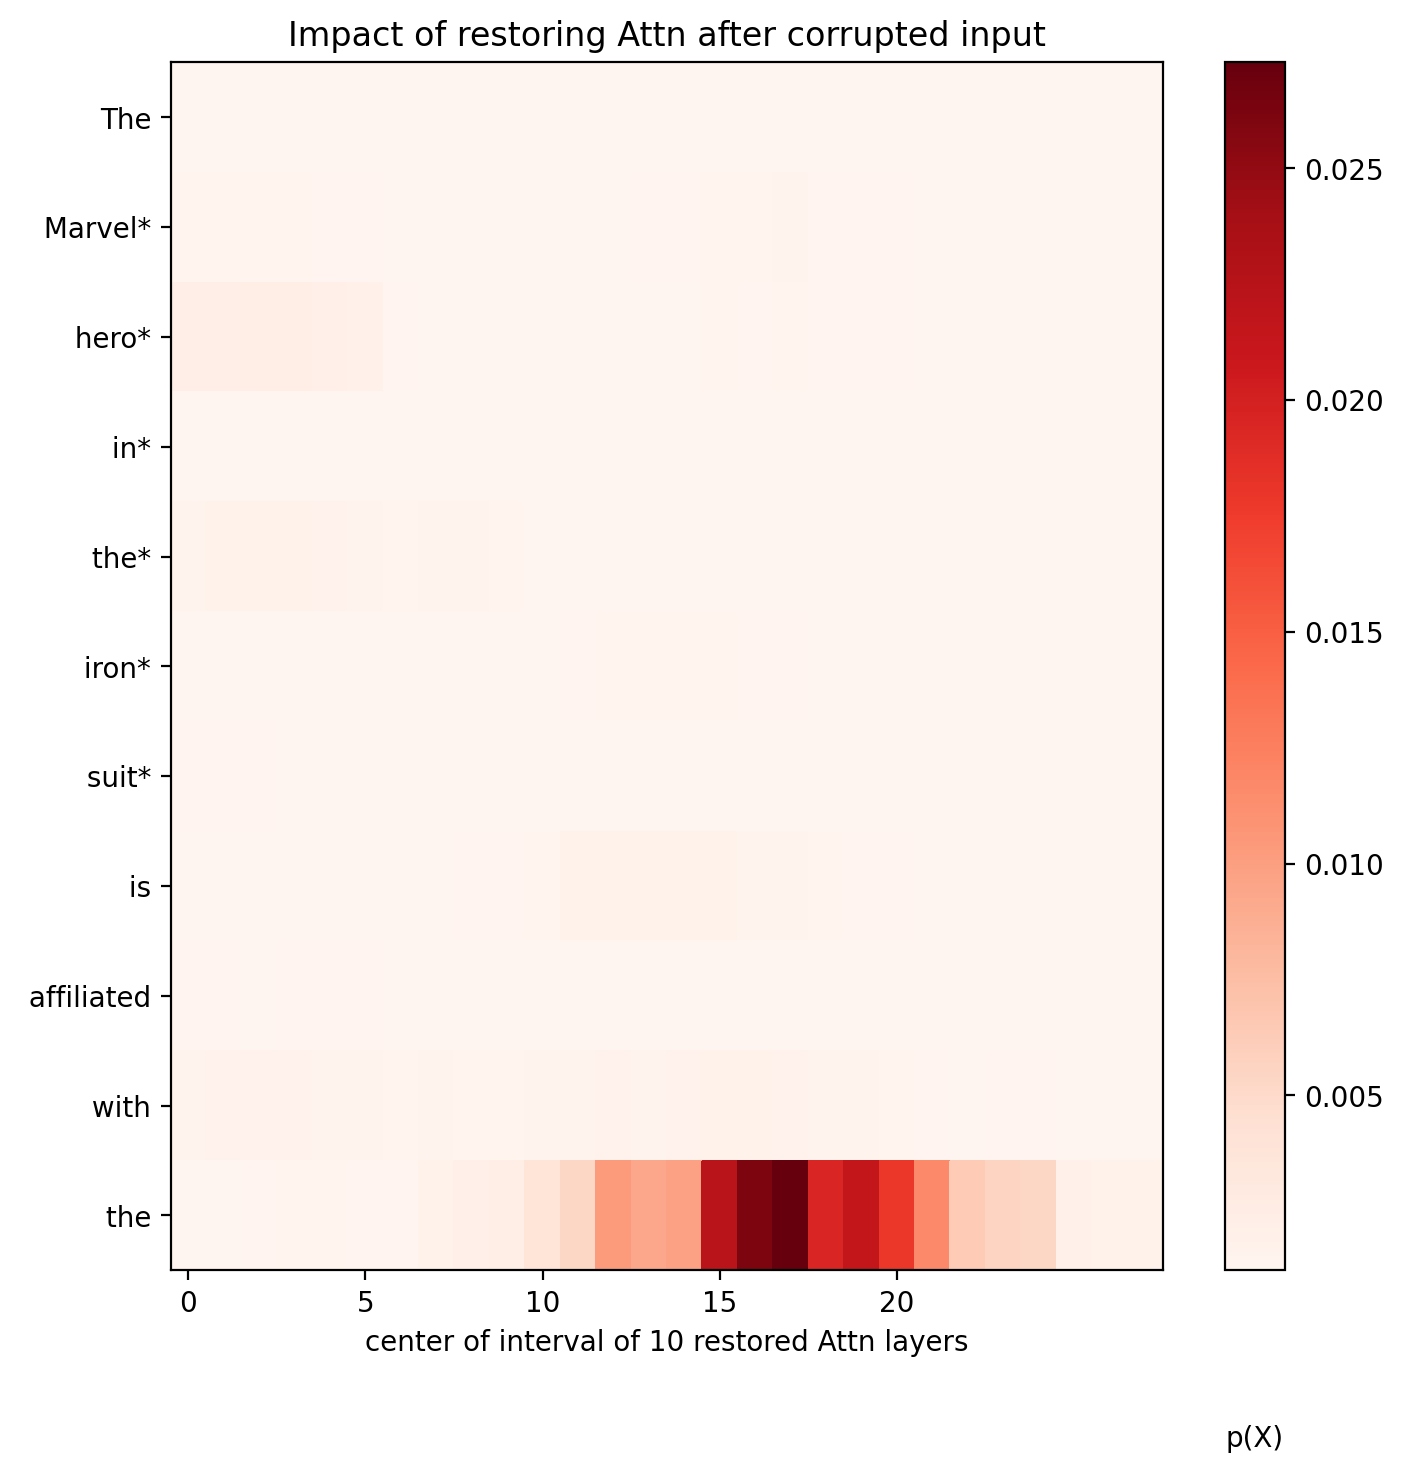 Impact of restoring Attn after corrupted input
The
Marvel*
hero*
in*
the*
iron*
suit*
is
affiliated
with
the
0 5 10 15 20
center of interval of 10 restored Attn layers
0.025
0.020
0.015
0.010
0.005
p(X)